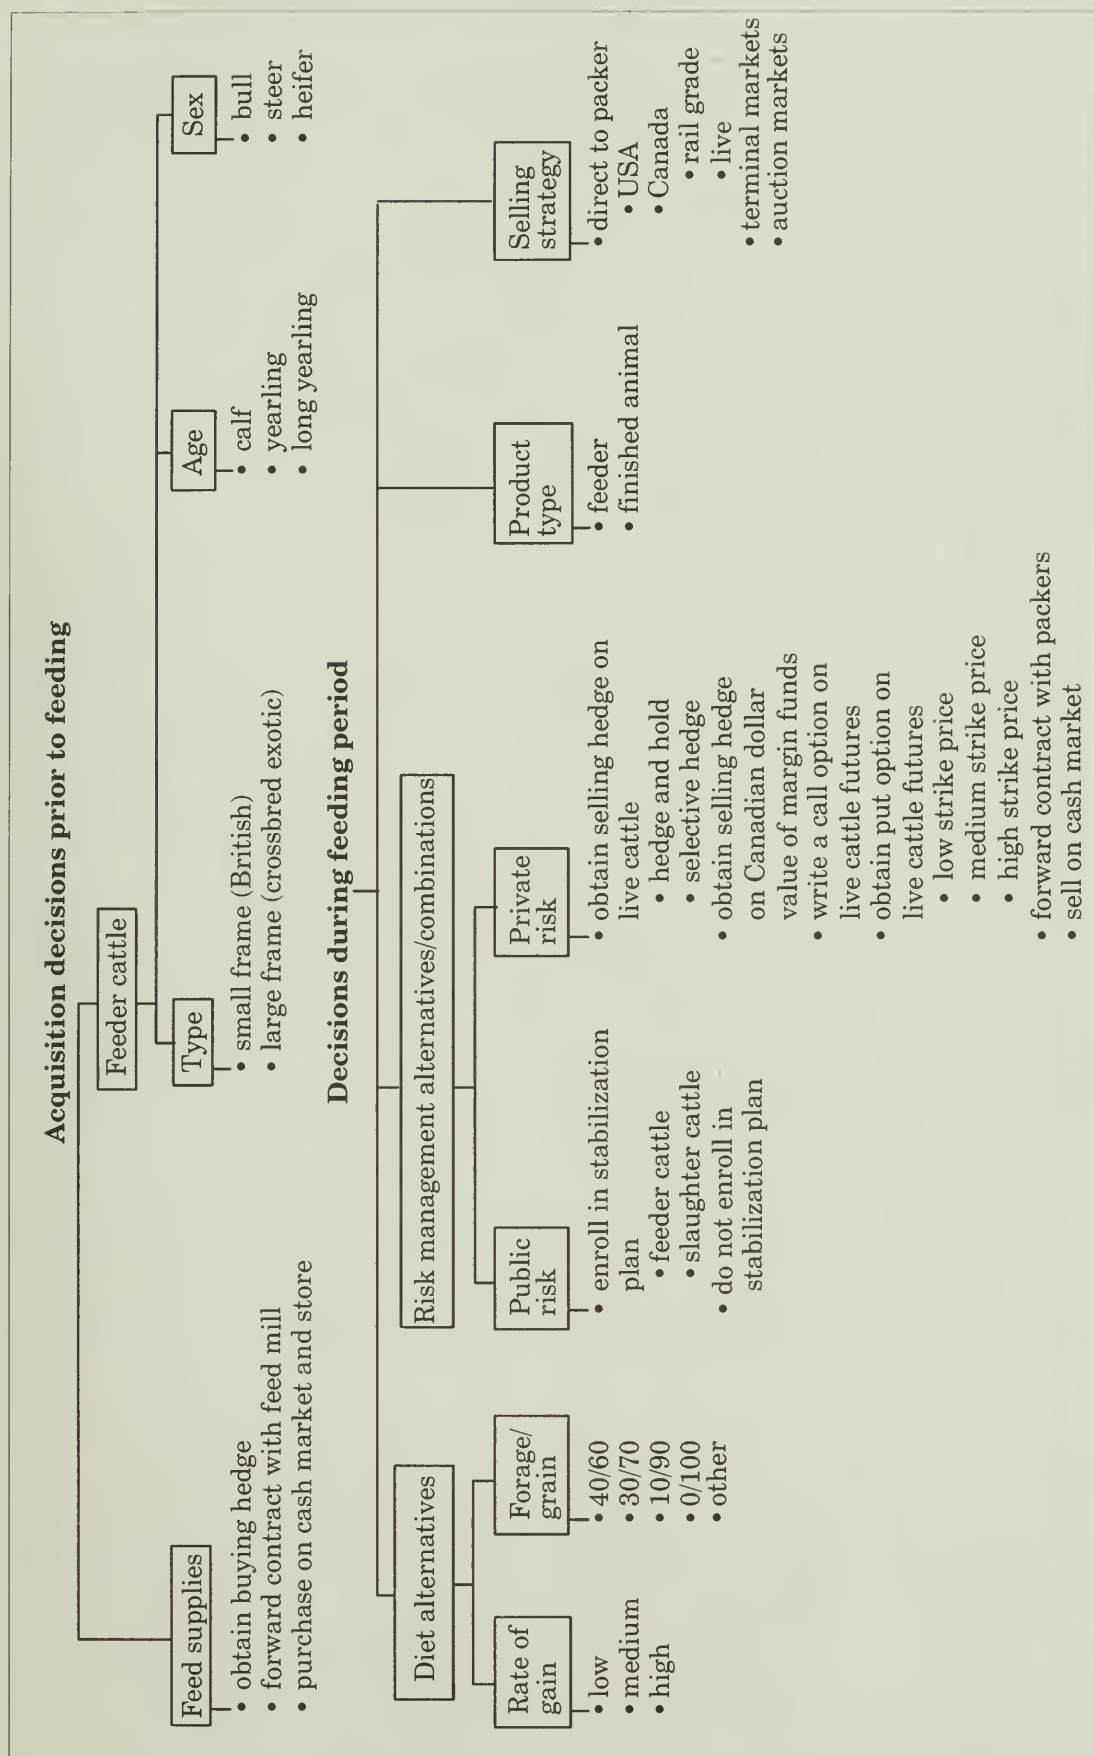 Acquisition decisions prior to feeding
Feed supplies
• obtain buying hedge
• forward contract with feed mill
• purchase on cash market and store
Feeder cattle
Type
• small frame (British)
• large frame (crossbred exotic)
Age
• calf
• yearling
• long yearling
Sex
• bull
• steer
• heifer
Decisions during feeding period
Diet alternatives
Rate of
gain
• low
• medium
• high
Forage/
grain
• 40/60
• 30/70
• 10/90
• 0/100
• other
Risk management alternatives/combinations
Public
risk
• enroll in stabilization
plan
• feeder cattle
• slaughter cattle
• do not enroll in
stabilization plan
Private
risk
• obtain selling hedge on
live cattle
• hedge and hold
• selective hedge
• obtain selling hedge
on Canadian dollar
value of margin funds
• write a call option on
live cattle futures
• obtain put option on
live cattle futures
• low strike price
• medium strike price
• high strike price
• forward contract with packers
• sell on cash market
Product
type
• feeder
• finished animal
Selling
strategy
• direct to packer
• USA
• Canada
• rail grade
• live
• terminal markets
• auction markets